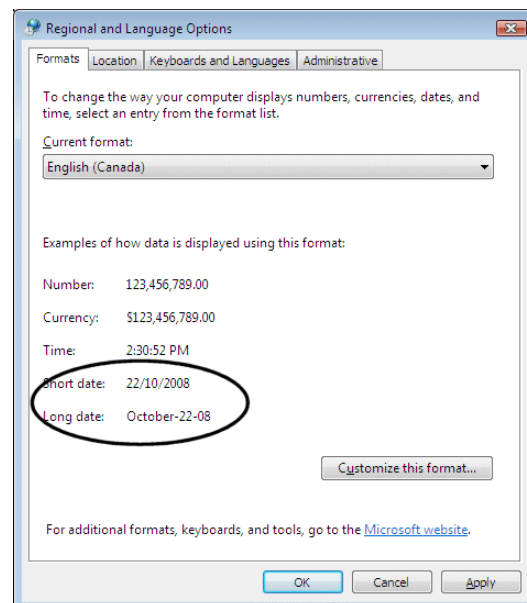 Regional and Language Options
Formats Location Keyboards and Languages Administrative
To change the way your computer displays numbers, currencies, dates, and
time, select an entry from the format list.
Current format:
English (Canada)
Examples of how data is displayed using this format:
Number: 123,456,789.00
Currency: $123,456,789.00
Time: 2:30:52 PM
Short date: 22/10/2008
Long date: October-22-08
Customize this format...
For additional formats, keyboards, and tools, go to the Microsoft website.
OK Cancel Apply